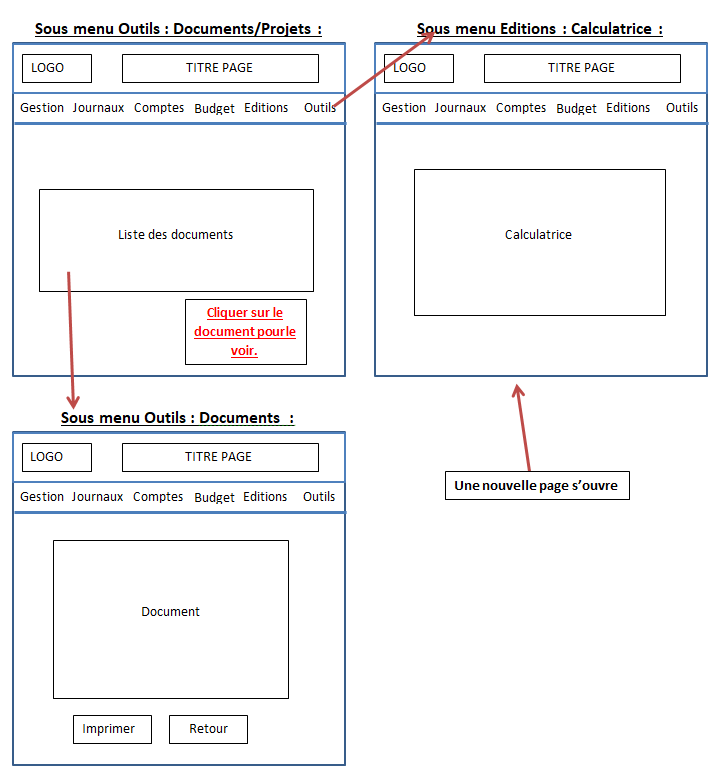 Sous menu Outils : Documents/Projets :
LOGO
TITRE PAGE
Gestion Journaux Comptes Budget Editions Outils
Liste des documents
Cliquer sur le
document pour le
voir.
Sous menu Editions : Calculatrice :
LOGO
TITRE PAGE
Gestion Journaux Comptes Budget Editions Outils
Calculatrice
Une nouvelle page s’ouvre
Sous menu Outils : Documents :
LOGO
TITRE PAGE
Gestion Journaux Comptes Budget Editions Outils
Document
Imprimer
Retour